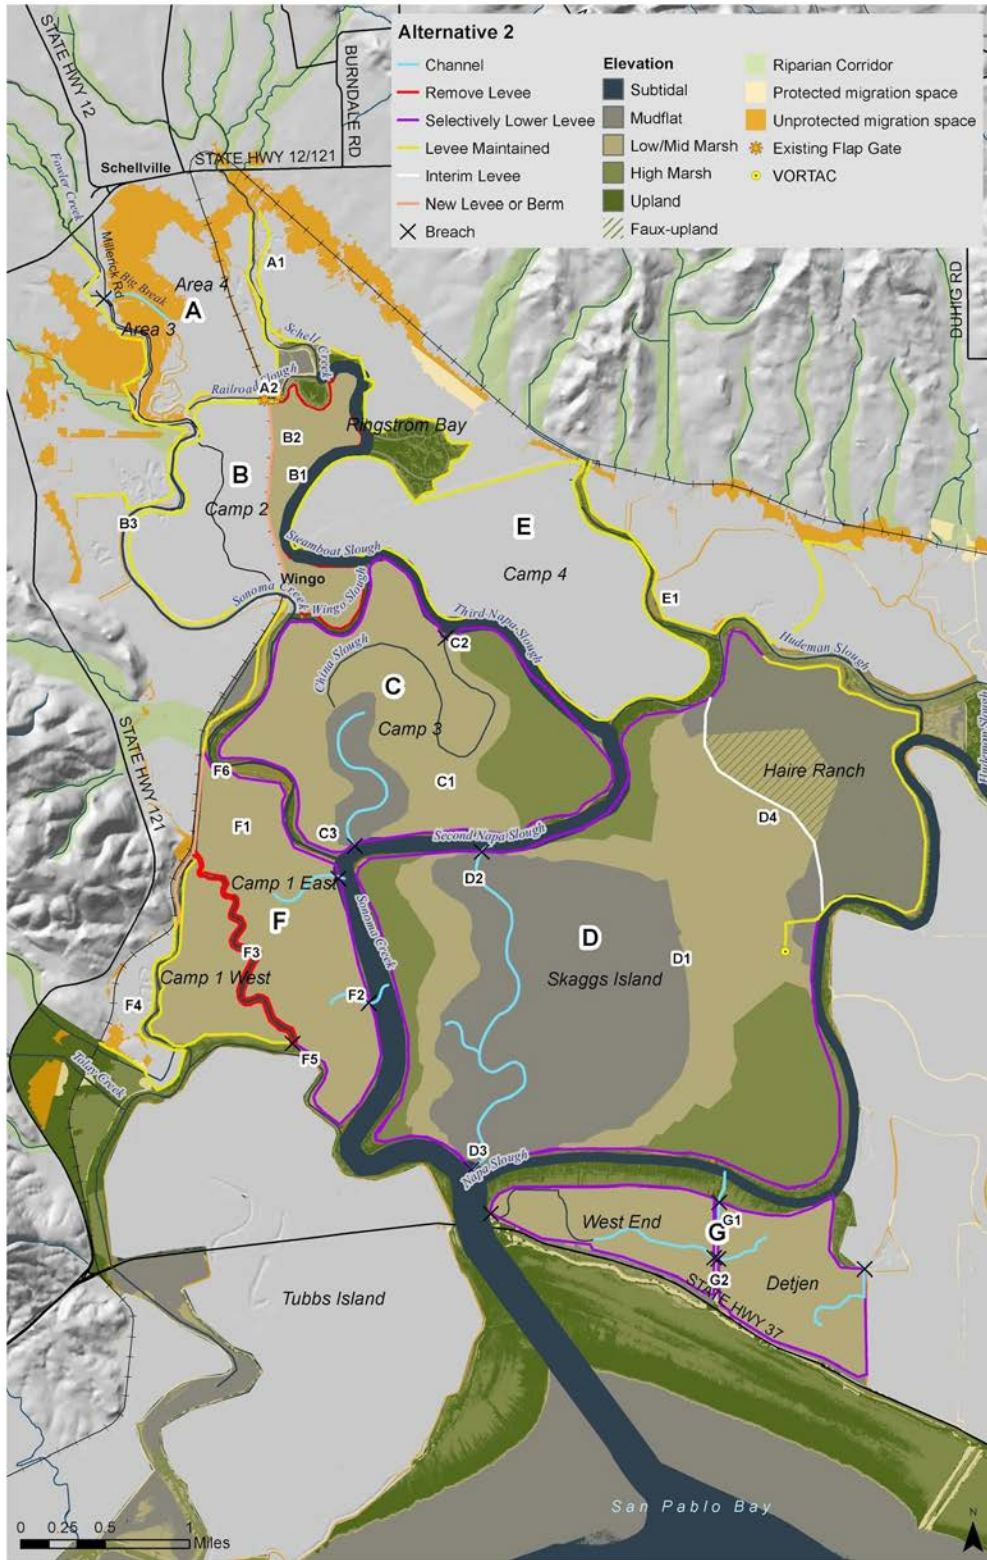 Alternative 2
Channel
Remove Levee
Selectively Lower Levee
Levee Maintained
Interim Levee
New Levee or Berm
Breach
Elevation
Subtidal
Mudflat
Low/Mid Marsh
High Marsh
Upland
Faux-upland
Riparian Corridor
Protected migration space
Unprotected migration space
Existing Flap Gate
VORTAC
STATE HWY 12
BURNDALE RD
STATE HWY 12/121
Schellville
Fowler Creek
Millerick Rd
Big Break
Area 4
A
Area 3
A1
DUHIG RD
Schell Creek
Railroad Slough
A2
Ringstrom Bay
B2
B
B1
Camp 2
B3
E
Steamboat Slough
Camp 4
Wingo
Sonoma Creek
Wingo Slough
E1
Third Napa Slough
C2
Hudeman Slough
China Slough
C
Camp 3
Hudeman Slough
STATE HWY 121
F6
C1
Haire Ranch
F1
C3
Second Napa Slough
D4
D2
Camp 1 East
F
Sonoma Creek
D
F3
D1
Camp 1 West
Skaggs Island
F4
F2
F5
Tolay Creek
D3
Napa Slough
West End
G1
G
G2
Detjen
STATE HWY 37
Tubbs Island
San Pablo Bay
0 0.25 0.5 1
Miles
N